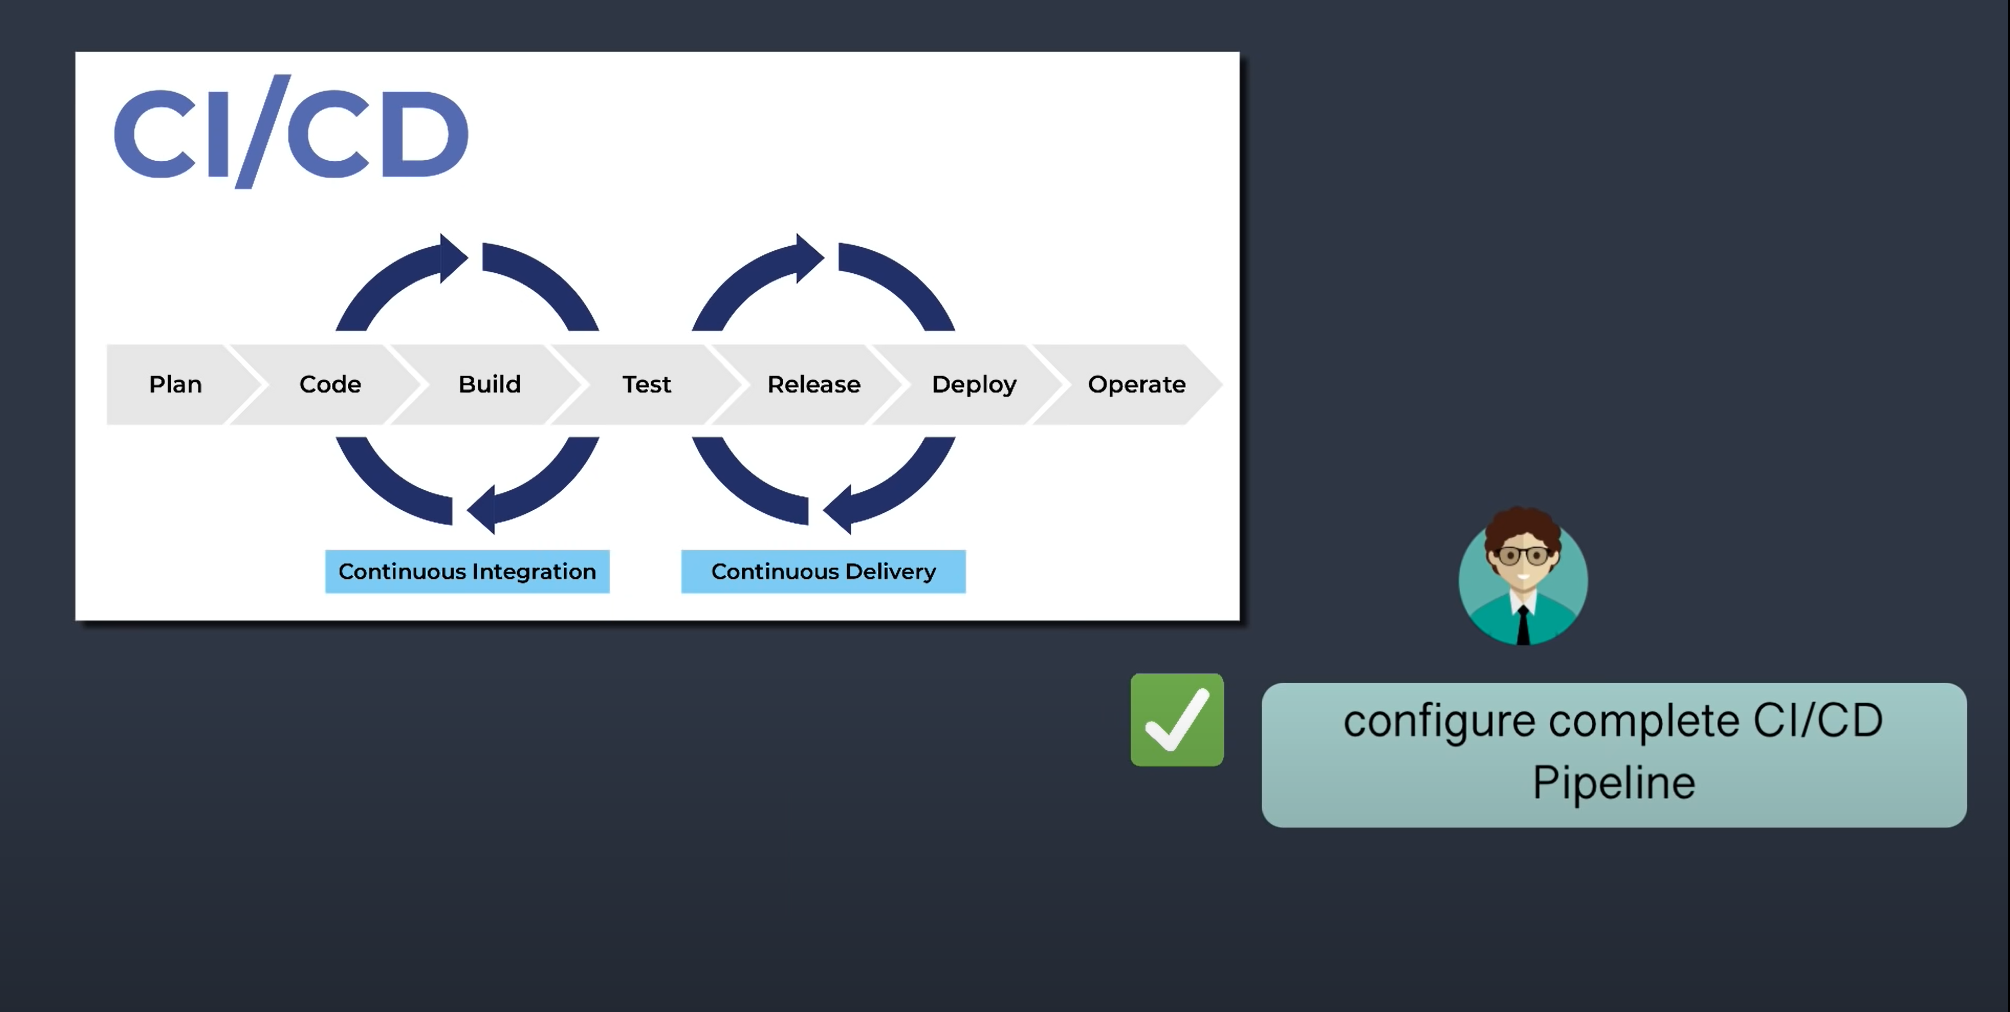 CI/CD
Plan Code Build Test Release Deploy Operate
Continuous Integration Continuous Delivery
configure complete CI/CD
Pipeline